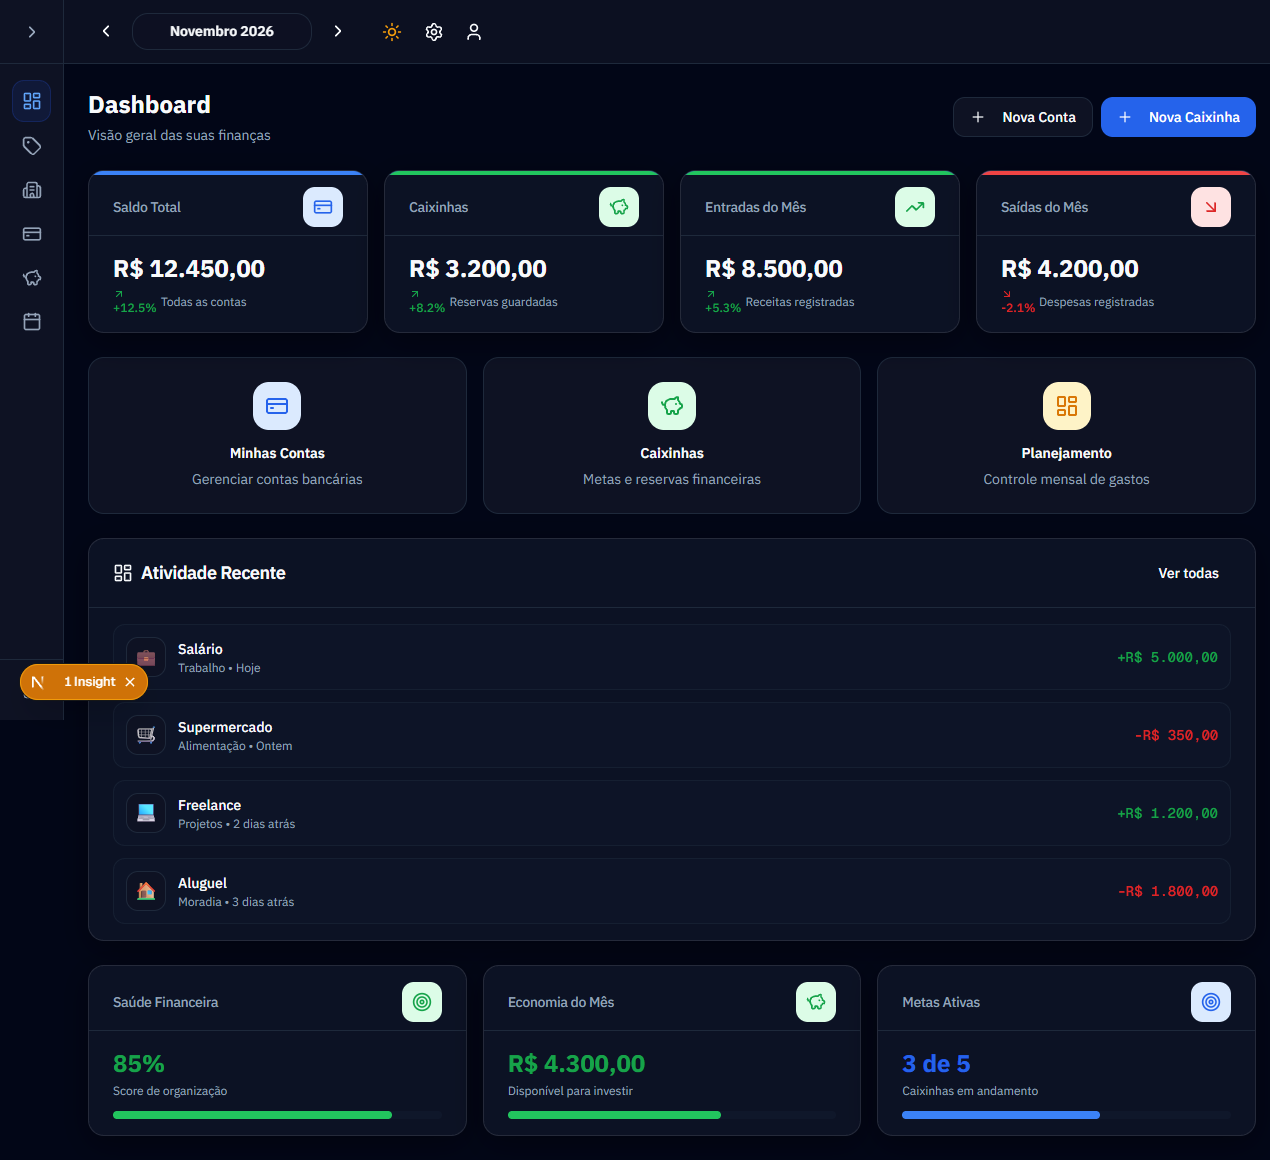 Novembro 2026
Dashboard
Visão geral das suas finanças
Nova Conta
Nova Caixinha
Saldo Total
R$ 12.450,00
+12.5% Todas as contas
Caixinhas
R$ 3.200,00
+8.2% Reservas guardadas
Entradas do Mês
R$ 8.500,00
+5.3% Receitas registradas
Saídas do Mês
R$ 4.200,00
-2.1% Despesas registradas
Minhas Contas
Gerenciar contas bancárias
Caixinhas
Metas e reservas financeiras
Planejamento
Controle mensal de gastos
Atividade Recente
Ver todas
Salário
Trabalho • Hoje
+R$ 5.000,00
1 Insight
Supermercado
Alimentação • Ontem
-R$ 350,00
Freelance
Projetos • 2 dias atrás
+R$ 1.200,00
Aluguel
Moradia • 3 dias atrás
-R$ 1.800,00
Saúde Financeira
85%
Score de organização
Economia do Mês
R$ 4.300,00
Disponível para investir
Metas Ativas
3 de 5
Caixinhas em andamento